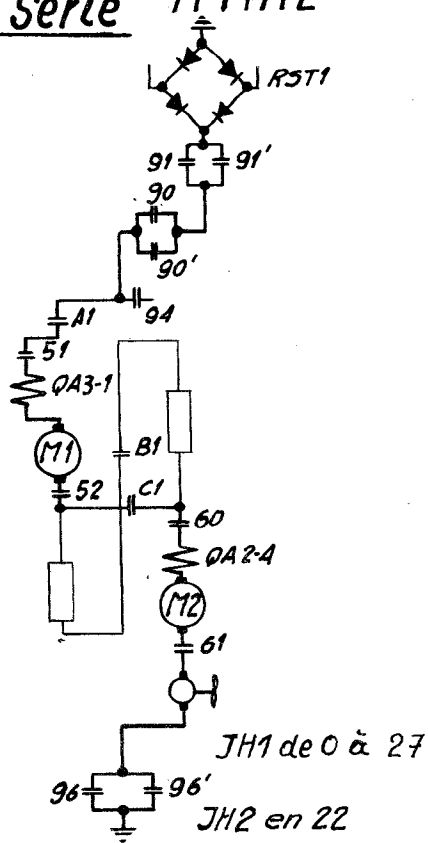 Série
RST1
91
91'
90
90'
94
A1
51
QA3-1
M1
B1
52
C1
60
QA2-4
M2
61
JH1 de 0 à 27
96
96'
JH2 en 22